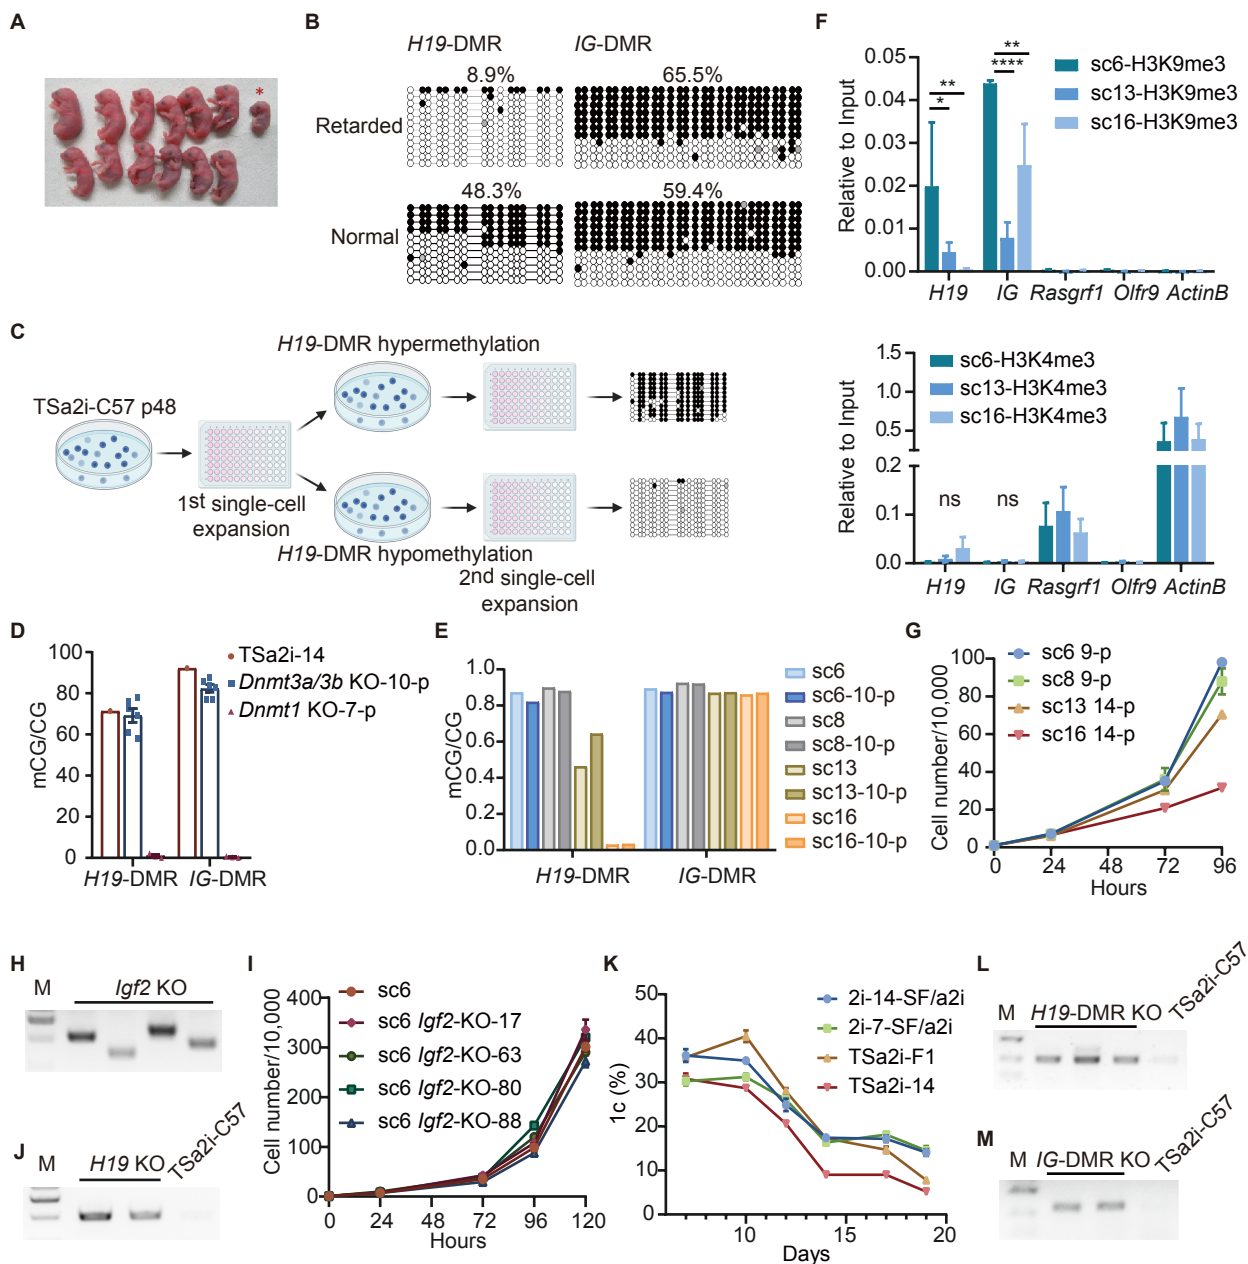 A
*
B
H19-DMR
IG-DMR
8.9%
65.5%
Retarded
48.3%
59.4%
Normal
C
TSa2i-C57 p48
1st single-cell
expansion
H19-DMR hypermethylation
H19-DMR hypomethylation
2nd single-cell
expansion
D
mCG/CG
100
80
60
40
20
0
H19-DMR
IG-DMR
TSa2i-14
Dnmt3a/3b KO-10-p
Dnmt1 KO-7-p
E
mCG/CG
1.0
0.8
0.6
0.4
0.2
0.0
H19-DMR
IG-DMR
sc6
sc6-10-p
sc8
sc8-10-p
sc13
sc13-10-p
sc16
sc16-10-p
F
Relative to Input
0.05
0.04
0.03
0.02
0.01
0.00
**
*
**
****
sc6-H3K9me3
sc13-H3K9me3
sc16-H3K9me3
H19
IG
Rasgrf1
Olfr9
ActinB
Relative to Input
1.5
1.0
0.5
0.2
0.1
0.0
sc6-H3K4me3
sc13-H3K4me3
sc16-H3K4me3
ns
ns
H19
IG
Rasgrf1
Olfr9
ActinB
G
Cell number/10,000
100
80
60
40
20
0
0
24
48
72
96
Hours
sc6 9-p
sc8 9-p
sc13 14-p
sc16 14-p
H
M
Igf2 KO
I
Cell number/10,000
400
300
200
100
0
0
24
48
72
96
120
Hours
sc6
sc6 Igf2-KO-17
sc6 Igf2-KO-63
sc6 Igf2-KO-80
sc6 Igf2-KO-88
J
M
H19 KO
TSa2i-C57
K
1c (%)
50
40
30
20
10
0
10
15
20
Days
2i-14-SF/a2i
2i-7-SF/a2i
TSa2i-F1
TSa2i-14
L
M
H19-DMR KO
TSa2i-C57
M
M
IG-DMR KO
TSa2i-C57